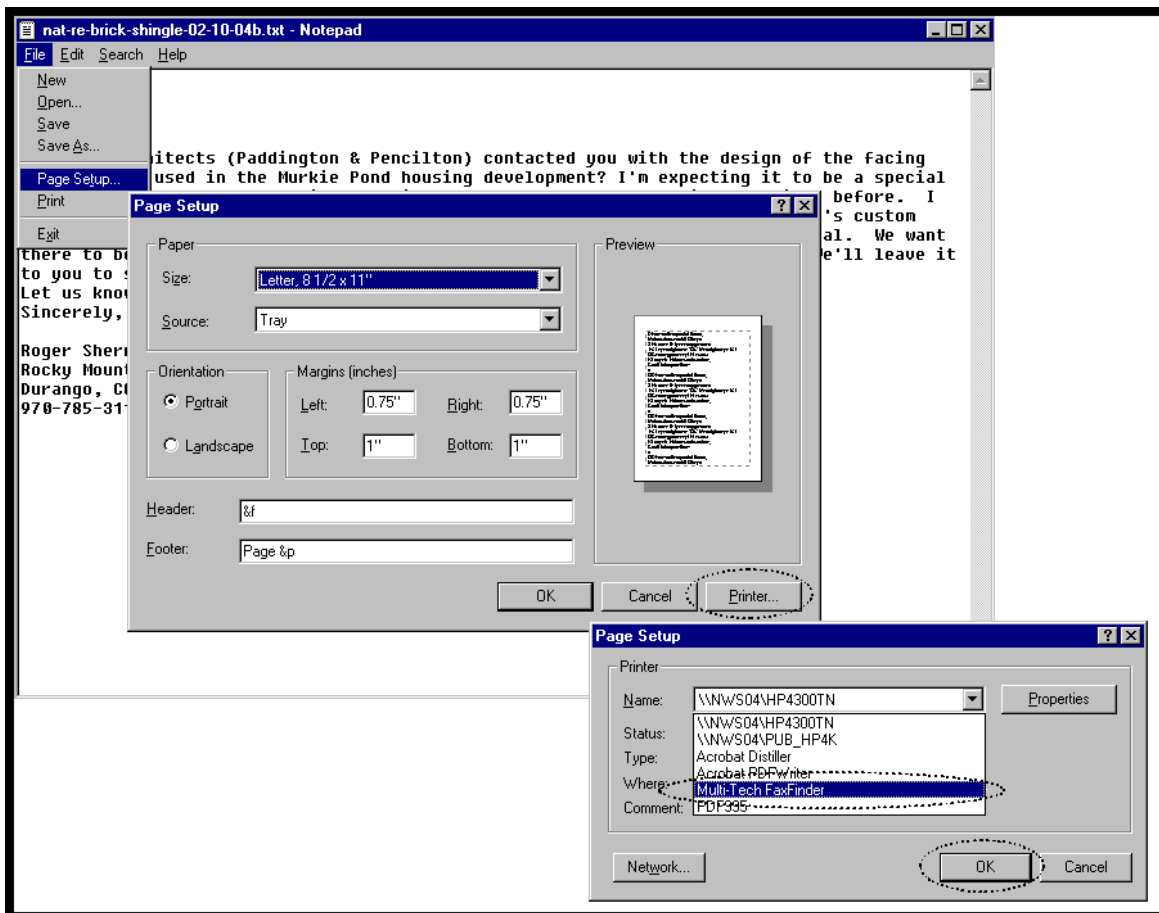 nat-re-brick-shingle-02-10-04b.txt - Notepad
File Edit Search Help
New
Open...
Save
Save As...
Page Setup...
Print
Exit
itects (Paddington & Pencilton) contacted you with the design of the facing
used in the Murkie Pond housing development? I'm expecting it to be a special
before. I
's custom
al. We want
there to b
e'll leave it
to you to
Let us know
Sincerely,
Roger Sher
Rocky Mount
Durango, C
970-785-31
Page Setup
Paper
Size: Letter, 8 1/2 x 11"
Source: Tray
Orientation
Portrait
Landscape
Margins (inches)
Left: 0.75" Right: 0.75"
Top: 1" Bottom: 1"
Preview
Header: &f
Footer: Page &p
OK Cancel Printer...
Page Setup
Printer
Name: \\NWS04\HP4300TN Properties
\\NWS04\HP4300TN
\\NWS04\PUB_HP4K
Acrobat Distiller
Acrobat PDFWriter
Multi-Tech FaxFinder
PDF995
Status:
Type:
Where:
Comment:
Network... OK Cancel